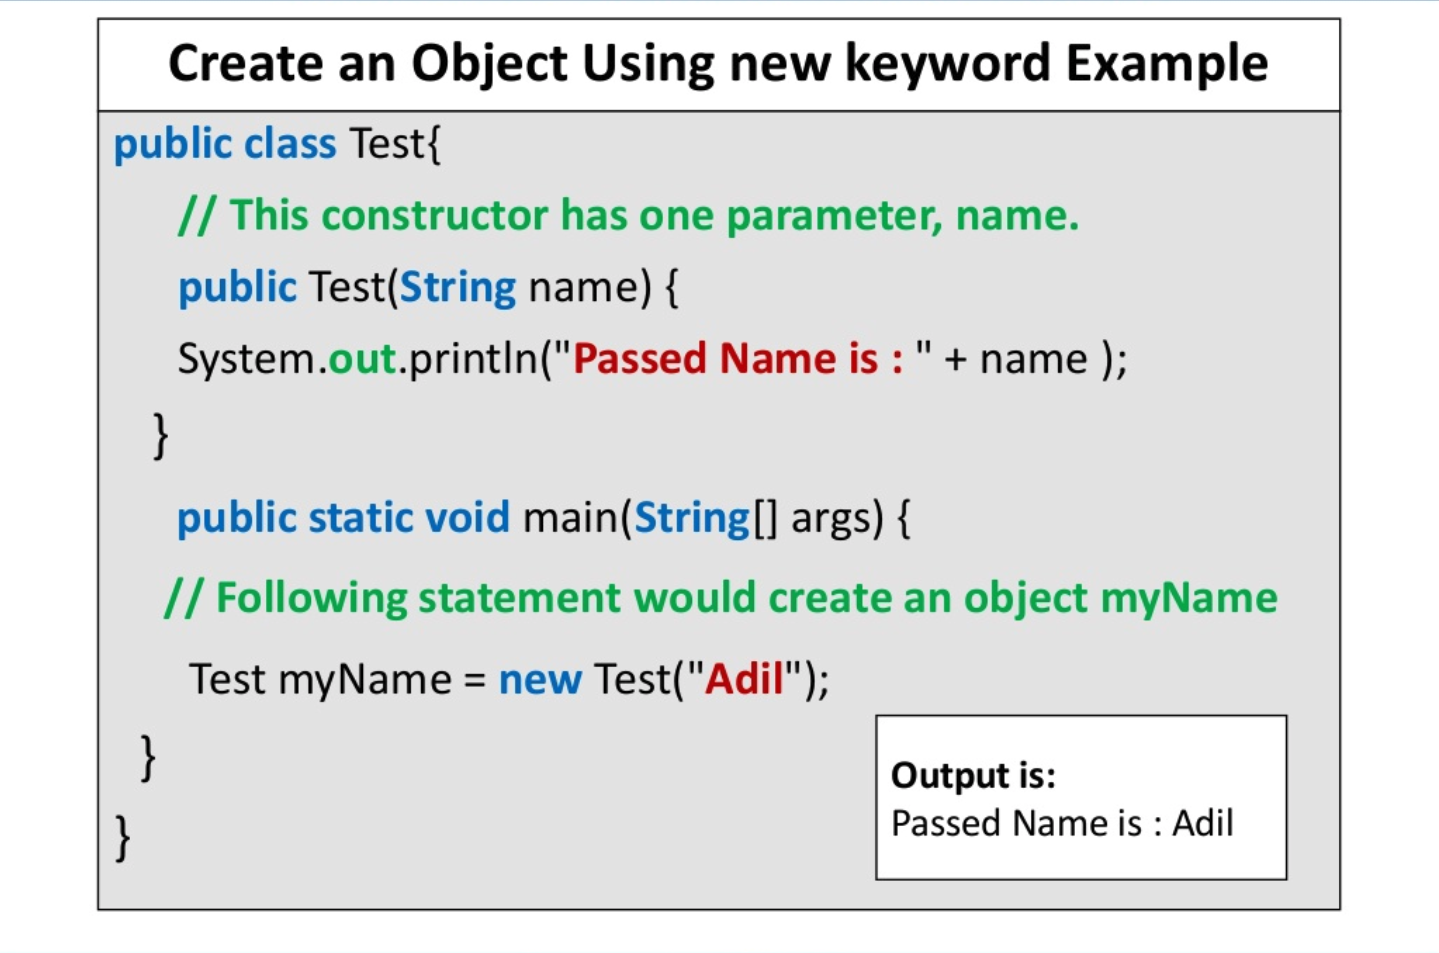 Create an Object Using new keyword Example
public class Test{
// This constructor has one parameter, name.
public Test(String name) {
System.out.println("Passed Name is : " + name );
}
public static void main(String[] args) {
// Following statement would create an object myName
Test myName = new Test("Adil");
}
}
Output is:
Passed Name is : Adil